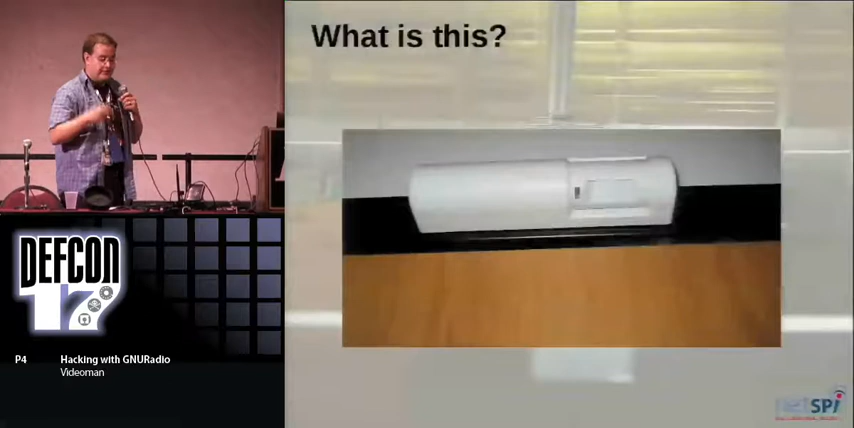 What is this?
DEFCON
17
P4 Hacking with GNURadio
Videoman
netSPi